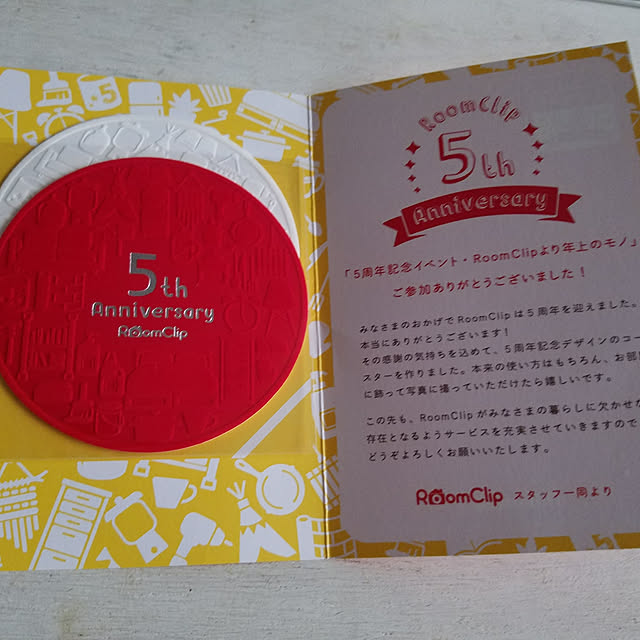 5th
Anniversary
RoomClip
RoomClip
5th
Anniversary
「5周年記念イベント・RoomClipより年上のモノ」
ご参加ありがとうございました!
みなさまのおかげでRoomClipは5周年を迎えました。
本当にありがとうございます!
その感謝の気持ちを込めて、5周年記念デザインのコー
スターを作りました。本来の使い方はもちろん、お部屋
に飾って写真に撮っていただけたら嬉しいです。
この先も、RoomClipがみなさまの暮らしに欠かせな
存在となるようサービスを充実させていきますので
どうぞよろしくお願いいたします。
RoomClip スタッフ一同より
5